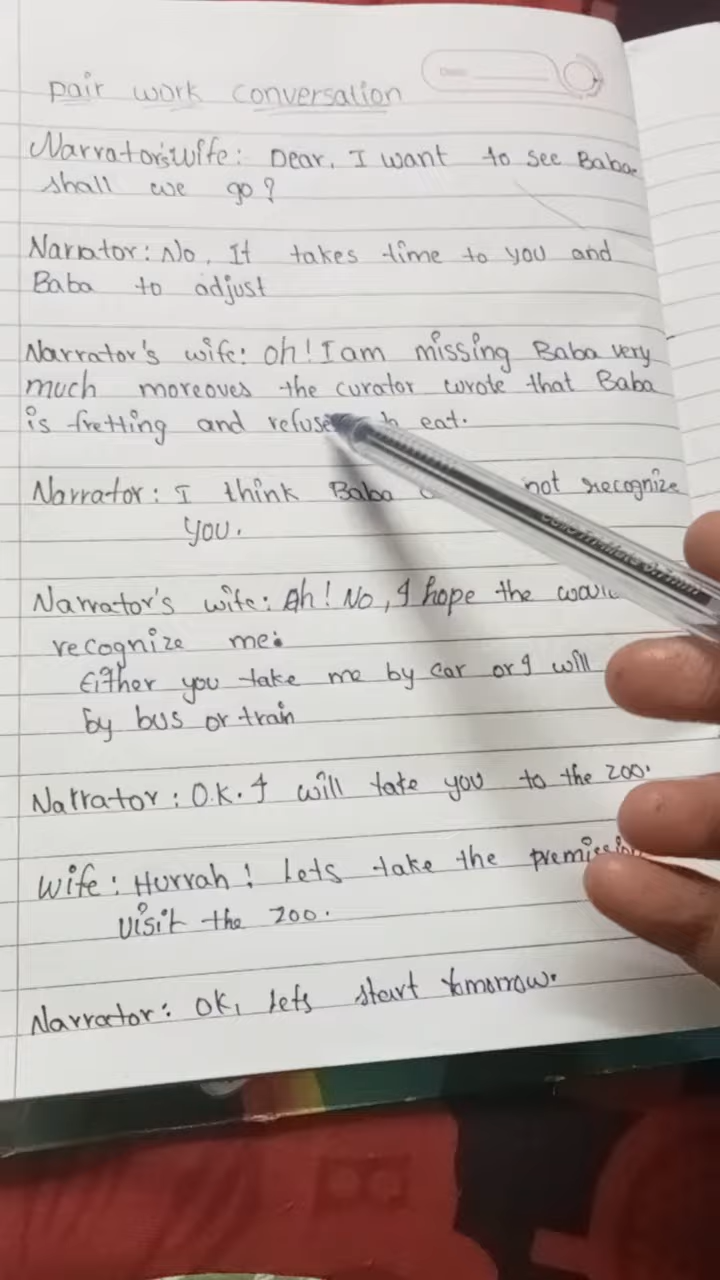 pair work conversation
Narrator's wife: Dear, I want to see Baba
shall we go?
Narrator: No, It takes time to you and
Baba to adjust
Narrator's wife: Oh! I am missing Baba very
much moreoves the curator wrote that Baba
is fretting and refuse eat.
Narrator: I think Baba not recognize
you.
Narrator's wife: Ah! No, I hope the would
recognize me.
Either you take me by car or I will
by bus or train
Narrator: O.K. I will take you to the zoo.
Wife: Hurrah! Lets take the premission
visit the zoo.
Narrator: OK, Lets start tomorrow.